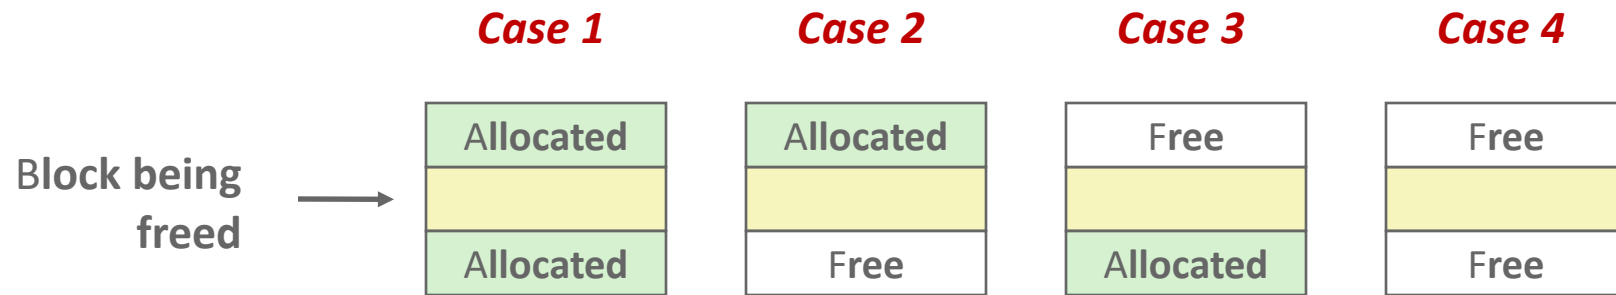 Case 1 Case 2 Case 3 Case 4
Allocated Allocated Free Free
Block being
freed
Allocated Free Allocated Free